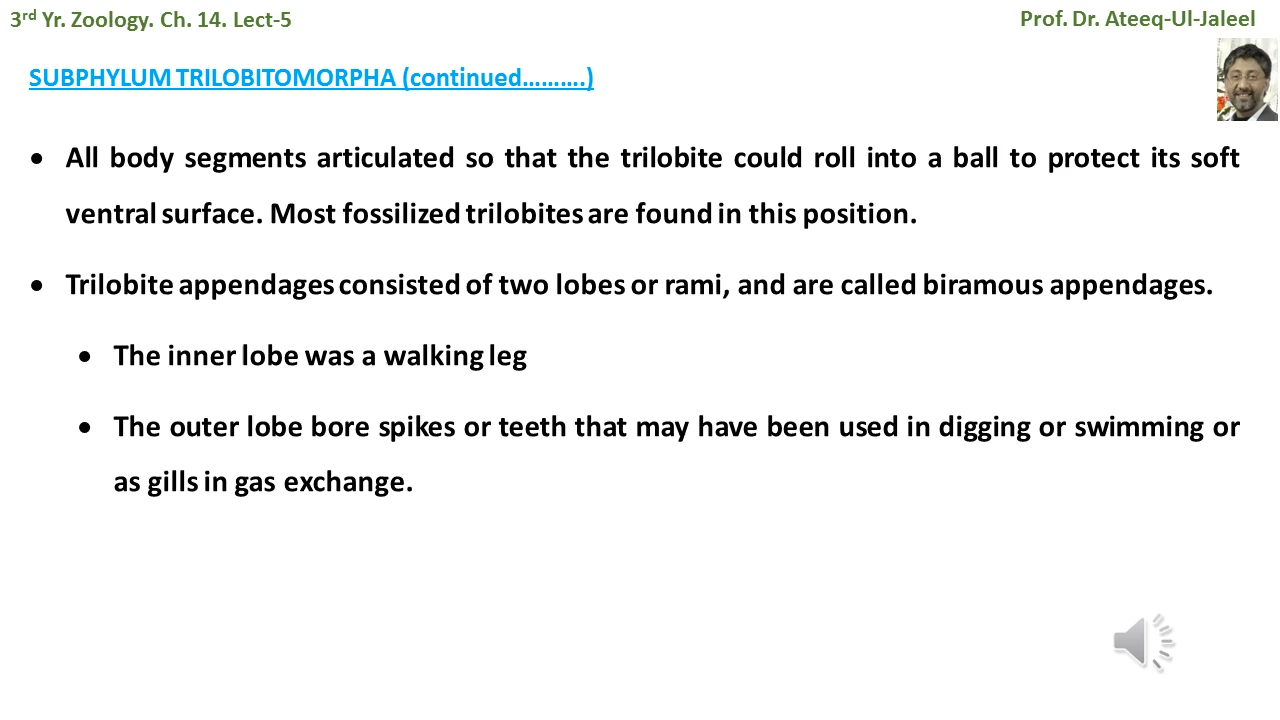 3rd Yr. Zoology. Ch. 14. Lect-5
Prof. Dr. Ateeq-Ul-Jaleel
SUBPHYLUM TRILOBITOMORPHA (continued……….)
• All body segments articulated so that the trilobite could roll into a ball to protect its soft
ventral surface. Most fossilized trilobites are found in this position.
• Trilobite appendages consisted of two lobes or rami, and are called biramous appendages.
• The inner lobe was a walking leg
• The outer lobe bore spikes or teeth that may have been used in digging or swimming or
as gills in gas exchange.